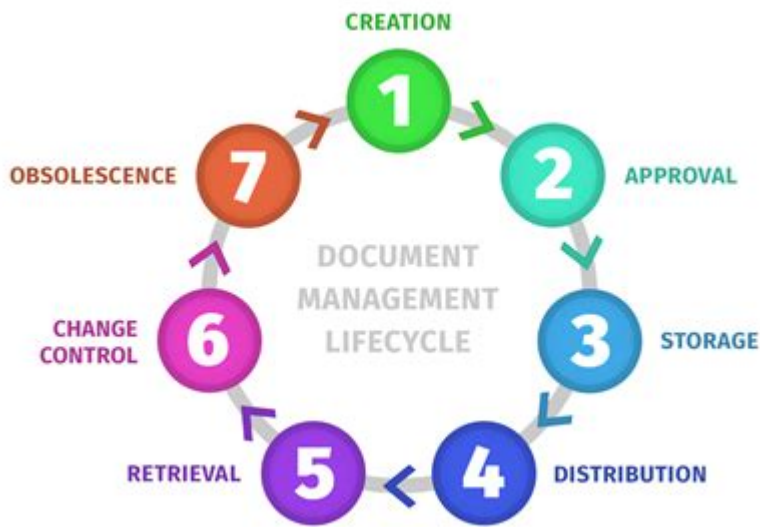 CREATION
1
2
APPROVAL
3
STORAGE
4
DISTRIBUTION
5
RETRIEVAL
6
CHANGE
CONTROL
7
OBSOLESCENCE
DOCUMENT
MANAGEMENT
LIFECYCLE